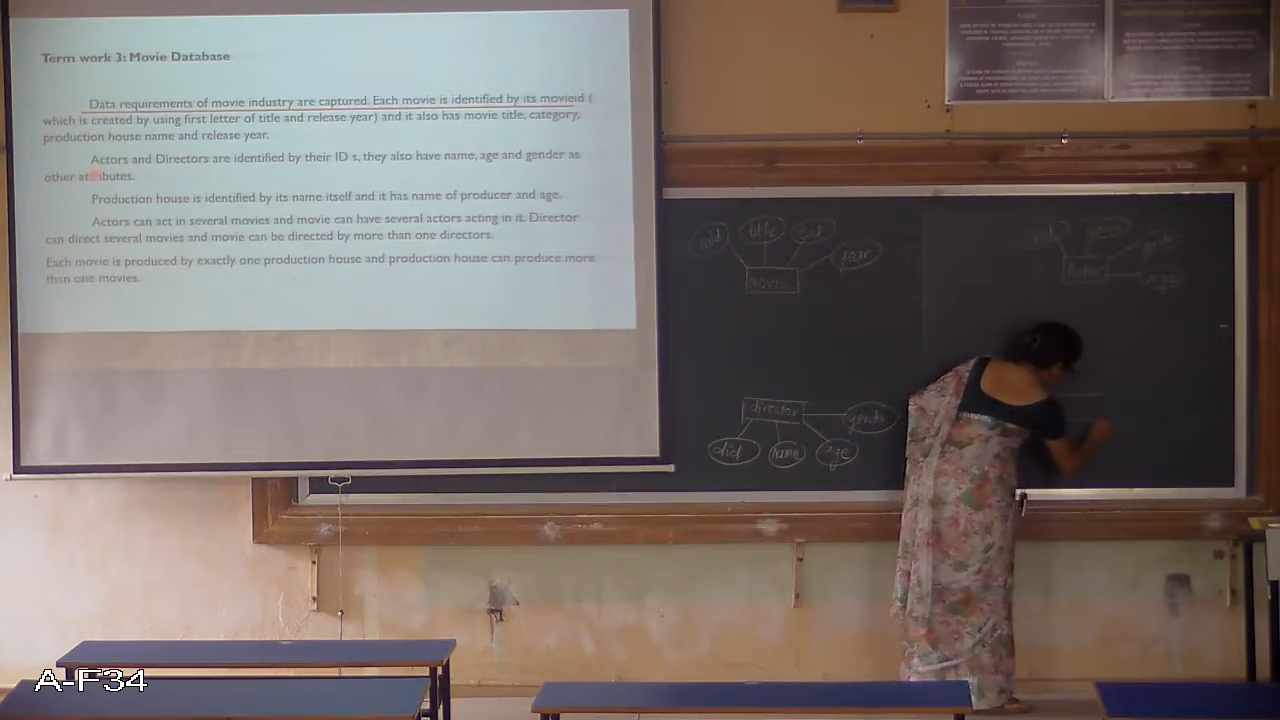 Term work 3: Movie Database
Data requirements of movie industry are captured. Each movie is identified by its movieid (
which is created by using first letter of title and release year) and it also has movie title, category,
production house name and release year.
Actors and Directors are identified by their ID s, they also have name, age and gender as
other attributes.
Production house is identified by its name itself and it has name of producer and age.
Actors can act in several movies and movie can have several actors acting in it. Director
can direct several movies and movie can be directed by more than one directors.
Each movie is produced by exactly one production house and production house can produce more
than one movies.
mid title year
Movie
age
director
did name age
A-F34